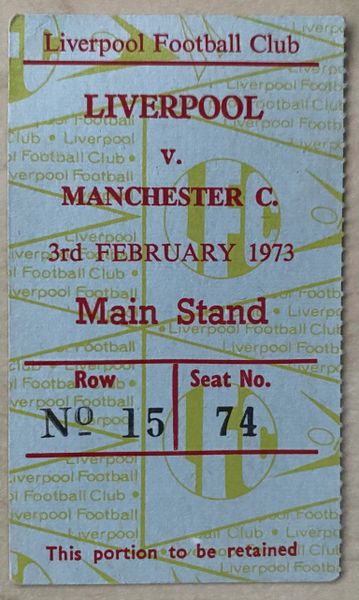 Liverpool Football Club
LIVERPOOL
v.
MANCHESTER C.
3rd FEBRUARY 1973
Main Stand
Row Seat No.
Nº 15 74
This portion to be retained